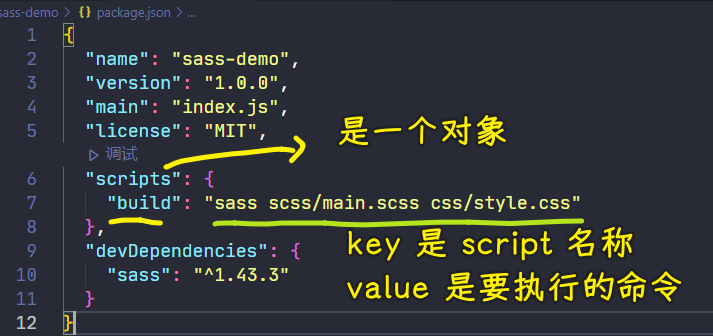 sass-demo > package.json > ...
1 {
2 "name": "sass-demo",
3 "version": "1.0.0",
4 "main": "index.js",
5 "license": "MIT",
是一个对象
调试
6 "scripts": {
7 "build": "sass scss/main.scss css/style.css"
8 },
key 是 script 名称
9 "devDependencies": {
10 "sass": "^1.43.3"
value 是要执行的命令
11 }
12 }